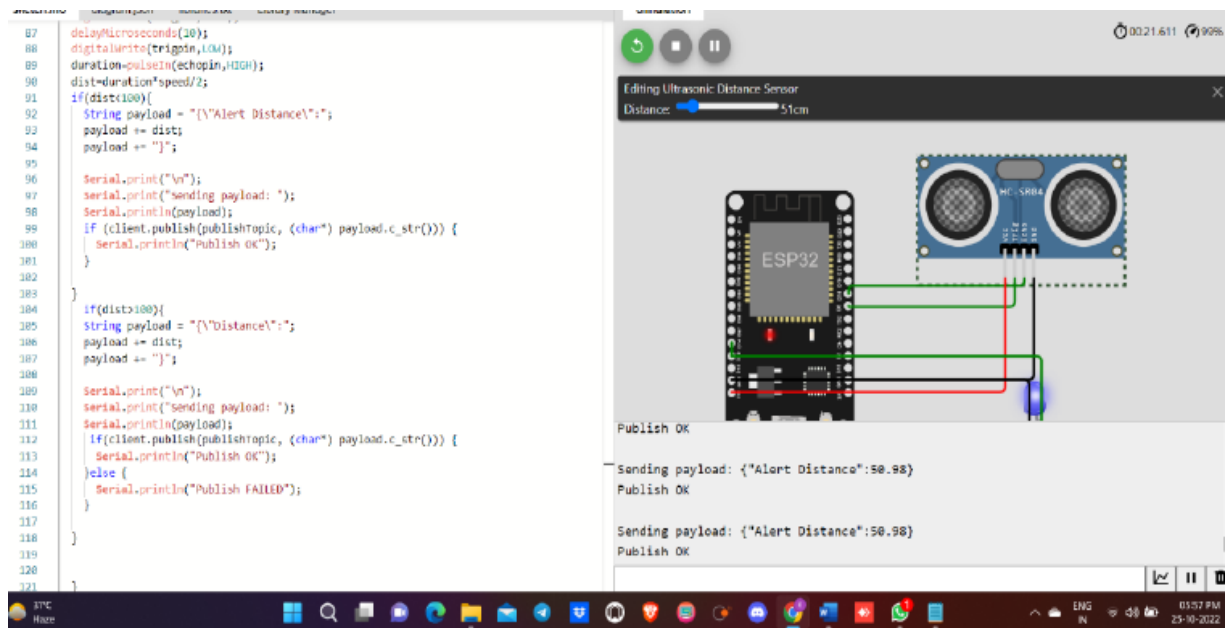 Simulation
87 delayMicroseconds(10);
88 digitalWrite(trigpin,LOW);
89 duration=pulseIn(echopin,HIGH);
90 dist=duration*speed/2;
91 if(dist<100){
92 String payload = "{\"Alert Distance\":";
93 payload += dist;
94 payload += "}";
95
96 Serial.print("\n");
97 Serial.print("Sending payload: ");
98 Serial.println(payload);
99 if (client.publish(publishTopic, (char*) payload.c_str())) {
100 Serial.println("Publish OK");
101 }
102
103 }
104 if(dist>100){
105 String payload = "{\"Distance\":";
106 payload += dist;
107 payload += "}";
108
109 Serial.print("\n");
110 Serial.print("Sending payload: ");
111 Serial.println(payload);
112 if(client.publish(publishTopic, (char*) payload.c_str())) {
113 Serial.println("Publish OK");
114 }else {
115 Serial.println("Publish FAILED");
116 }
117
118 }
119
120
121 }
00:21.611 99%
Editing Ultrasonic Distance Sensor
Distance: 51cm
HC-SR04
ESP32
Publish OK
Sending payload: {"Alert Distance":50.98}
Publish OK
Sending payload: {"Alert Distance":50.98}
Publish OK
31°C
Haze
ENG
IN
03:57 PM
25-10-2022